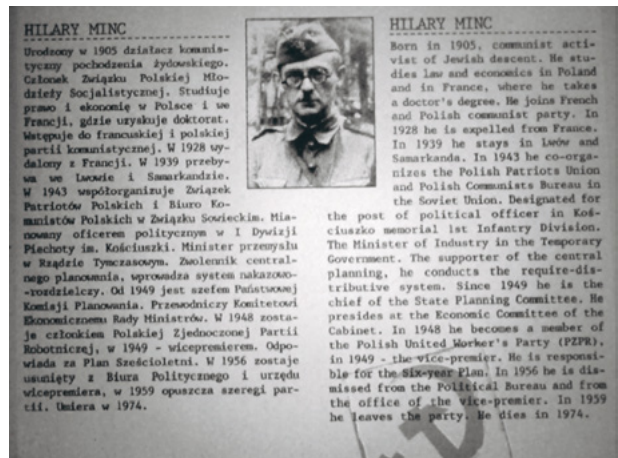 HILARY MINC
Urodzony w 1905 działacz komunis-
tyczny pochodzenia żydowskiego.
Członek Związku Polskiej Mło-
dzieży Socjalistycznej. Studiuje
prawo i ekonomię w Polsce i we
Francji, gdzie uzyskuje doktorat.
Wstępuje do francuskiej i polskiej
partii komunistycznej. W 1928 wy-
dalony z Francji. W 1939 przeby-
wa we Lwowie i Samarkandzie.
W 1943 współorganizuje Związek
Patriotów Polskich i Biuro Ko-
munistów Polskich w Związku Sowieckim. Mia-
nowany oficerem politycznym w I Dywizji
Piechoty im. Kościuszki. Minister przemysłu
w Rządzie Tymczasowym. Zwolennik central-
nego planowania, wprowadza system nakazowo-
-rozdzielczy. Od 1949 jest szefem Państwowej
Komisji Planowania. Przewodniczy Komitetowi
Ekonomicznemu Rady Ministrów. W 1948 zosta-
je członkiem Polskiej Zjednoczonej Partii
Robotniczej, w 1949 - wicepremierem. Odpo-
wiada za Plan Sześcioletni. W 1956 zostaje
usunięty z Biura Politycznego i urzędu
wicepremiera, w 1959 opuszcza szeregi par-
tii. Umiera w 1974.
HILARY MINC
Born in 1905, communist acti-
vist of Jewish descent. He stu-
dies law and economics in Poland
and in France, where he takes
a doctor's degree. He joins French
and Polish communist party. In
1928 he is expelled from France.
In 1939 he stays in Lwów and
Samarkanda. In 1943 he co-orga-
nizes the Polish Patriots Union
and Polish Communists Bureau in
the Soviet Union. Designated for
the post of political officer in Koś-
ciuszko memorial 1st Infantry Division.
The Minister of Industry in the Temporary
Government. The supporter of the central
planning, he conducts the require-dis-
tributive system. Since 1949 he is the
chief of the State Planning Committee. He
presides at the Economic Committee of the
Cabinet. In 1948 he becomes a member of
the Polish United Worker's Party (PZPR),
in 1949 - the vice-premier. He is responsi-
ble for the Six-year Plan. In 1956 he is dis-
missed from the Political Bureau and from
the office of the vice-premier. In 1959
he leaves the party. He dies in 1974.